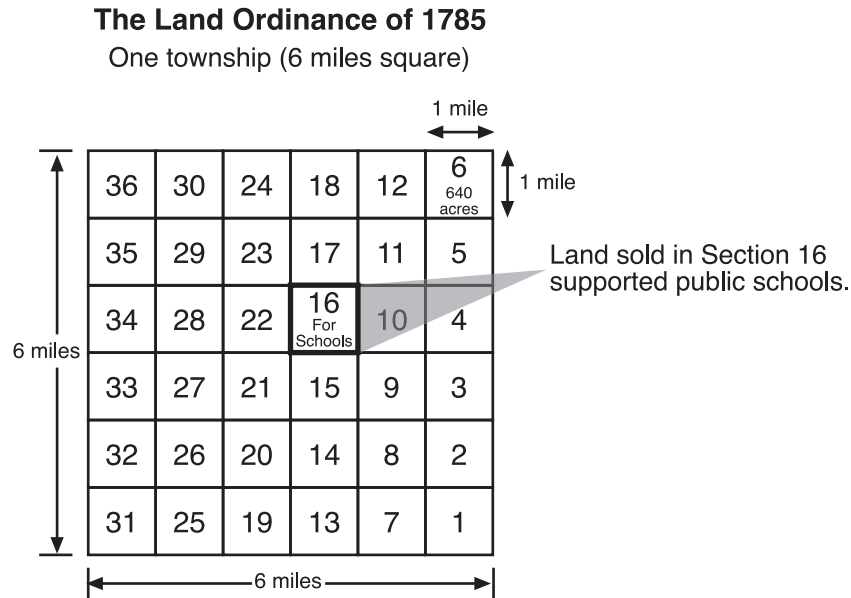 The Land Ordinance of 1785
One township (6 miles square)
1 mile
36 30 24 18 12 6
640
acres
1 mile
35 29 23 17 11 5
Land sold in Section 16
supported public schools.
34 28 22 16 10 4
For
Schools
6 miles
33 27 21 15 9 3
32 26 20 14 8 2
31 25 19 13 7 1
6 miles